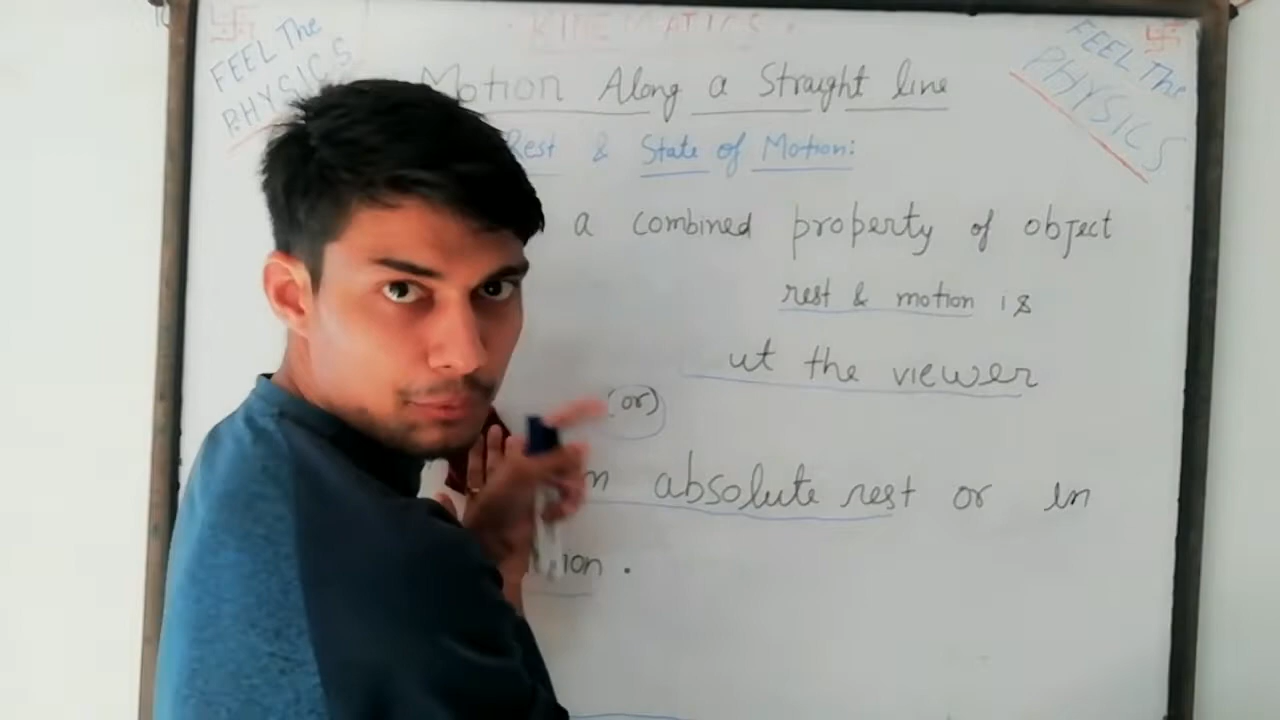 KINEMATICS.
FEEL The
PHYSICS
FEEL The
PHYSICS
Motion Along a Straight line
Rest & State of Motion:
a combined property of object
rest & motion is
ut the viewer
(or)
absolute rest or in